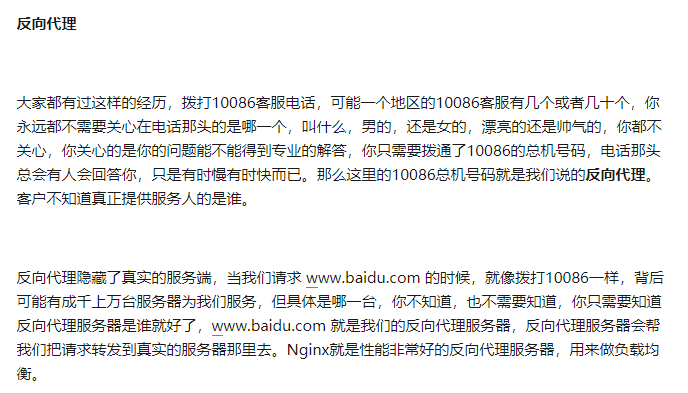 反向代理
大家都有过这样的经历，拨打10086客服电话，可能一个地区的10086客服有几个或者几十个，你
永远都不需要关心在电话那头的是哪一个，叫什么，男的，还是女的，漂亮的还是帅气的，你都不
关心，你关心的是你的问题能不能得到专业的解答，你只需要拨通了10086的总机号码，电话那头
总会有人会回答你，只是有时慢有时快而已。那么这里的10086总机号码就是我们说的反向代理。
客户不知道真正提供服务人的是谁。
反向代理隐藏了真实的服务端，当我们请求 www.baidu.com 的时候，就像拨打10086一样，背后
可能有成千上万台服务器为我们服务，但具体是哪一台，你不知道，也不需要知道，你只需要知道
反向代理服务器是谁就好了，www.baidu.com 就是我们的反向代理服务器，反向代理服务器会帮
我们把请求转发到真实的服务器那里去。Nginx就是性能非常好的反向代理服务器，用来做负载均
衡。